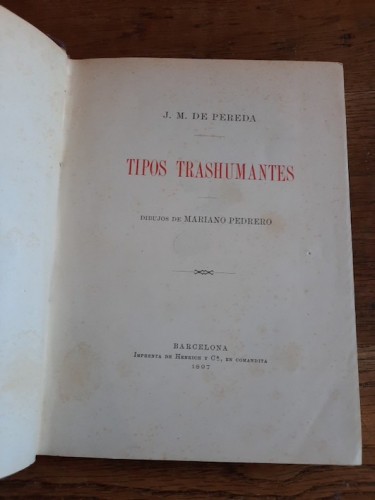 J. M. DE PEREDA
TIPOS TRASHUMANTES
DIBUJOS DE MARIANO PEDRERO
BARCELONA
IMPRENTA DE HENRICH Y Cª., EN COMANDITA
1897